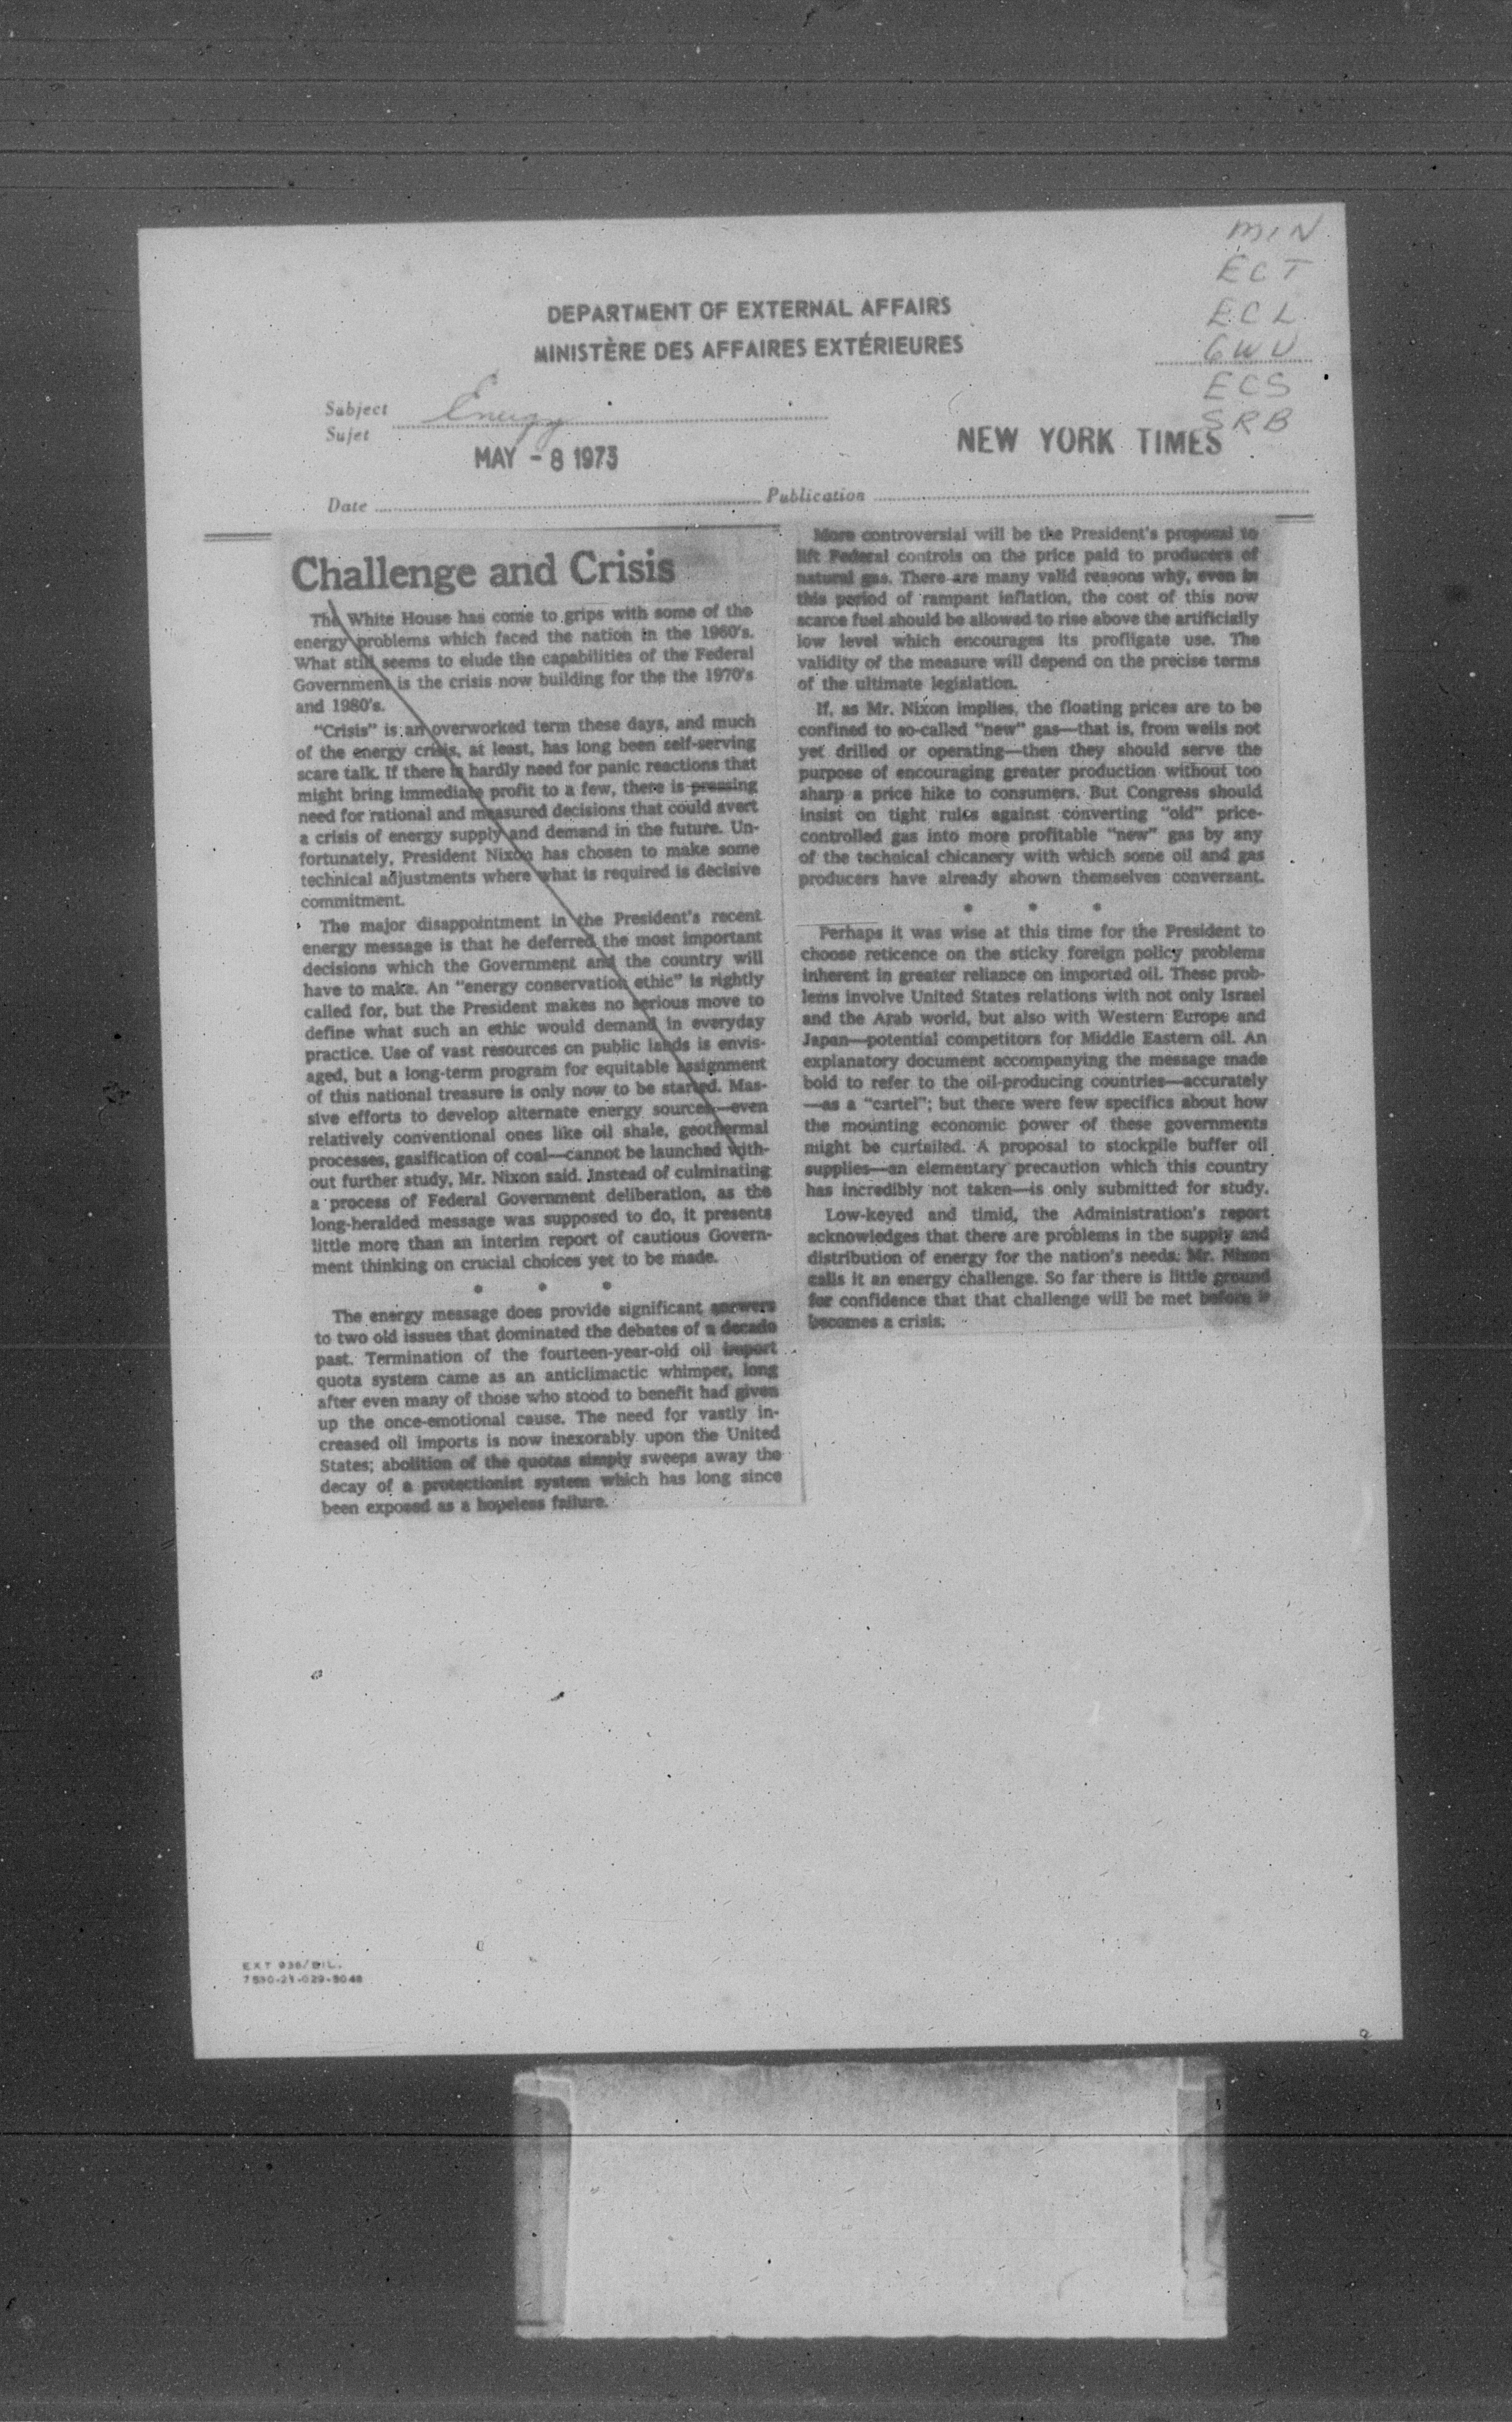 MIN
ECT
ECL
GWU
ECS
SRB
DEPARTMENT OF EXTERNAL AFFAIRS
MINISTÈRE DES AFFAIRES EXTÉRIEURES
Subject
Sujet
Energy
MAY - 8 1973
NEW YORK TIMES
Date
Publication
Challenge and Crisis
The White House has come to grips with some of the
energy problems which faced the nation in the 1960's.
What still seems to elude the capabilities of the Federal
Government is the crisis now building for the the 1970's
and 1980's.
"Crisis" is an overworked term these days, and much
of the energy crisis, at least, has long been self-serving
scare talk. If there is hardly need for panic reactions that
might bring immediate profit to a few, there is pressing
need for rational and measured decisions that could avert
a crisis of energy supply and demand in the future. Un-
fortunately, President Nixon has chosen to make some
technical adjustments where what is required is decisive
commitment.
The major disappointment in the President's recent
energy message is that he deferred the most important
decisions which the Government and the country will
have to make. An "energy conservation ethic" is rightly
called for, but the President makes no serious move to
define what such an ethic would demand in everyday
practice. Use of vast resources on public lands is envis-
aged, but a long-term program for equitable assignment
of this national treasure is only now to be started. Mas-
sive efforts to develop alternate energy sources—even
relatively conventional ones like oil shale, geothermal
processes, gasification of coal—cannot be launched with-
out further study, Mr. Nixon said. Instead of culminating
a process of Federal Government deliberation, as the
long-heralded message was supposed to do, it presents
little more than an interim report of cautious Govern-
ment thinking on crucial choices yet to be made.
* * *
The energy message does provide significant answers
to two old issues that dominated the debates of a decade
past. Termination of the fourteen-year-old oil import
quota system came as an anticlimactic whimper, long
after even many of those who stood to benefit had given
up the once-emotional cause. The need for vastly in-
creased oil imports is now inexorably upon the United
States; abolition of the quotas simply sweeps away the
decay of a protectionist system which has long since
been exposed as a hopeless failure.
More controversial will be the President's proposal to
lift Federal controls on the price paid to producers of
natural gas. There are many valid reasons why, even in
this period of rampant inflation, the cost of this now
scarce fuel should be allowed to rise above the artificially
low level which encourages its profligate use. The
validity of the measure will depend on the precise terms
of the ultimate legislation.
If, as Mr. Nixon implies, the floating prices are to be
confined to so-called "new" gas—that is, from wells not
yet drilled or operating—then they should serve the
purpose of encouraging greater production without too
sharp a price hike to consumers. But Congress should
insist on tight rules against converting "old" price-
controlled gas into more profitable "new" gas by any
of the technical chicanery with which some oil and gas
producers have already shown themselves conversant.
* * *
Perhaps it was wise at this time for the President to
choose reticence on the sticky foreign policy problems
inherent in greater reliance on imported oil. These prob-
lems involve United States relations with not only Israel
and the Arab world, but also with Western Europe and
Japan—potential competitors for Middle Eastern oil. An
explanatory document accompanying the message made
bold to refer to the oil-producing countries—accurately
—as a "cartel"; but there were few specifics about how
the mounting economic power of these governments
might be curtailed. A proposal to stockpile buffer oil
supplies—an elementary precaution which this country
has incredibly not taken—is only submitted for study.
Low-keyed and timid, the Administration's report
acknowledges that there are problems in the supply and
distribution of energy for the nation's needs. Mr. Nixon
calls it an energy challenge. So far there is little ground
for confidence that that challenge will be met before it
becomes a crisis.
EXT 936/BIL.
7530-21-029-5048